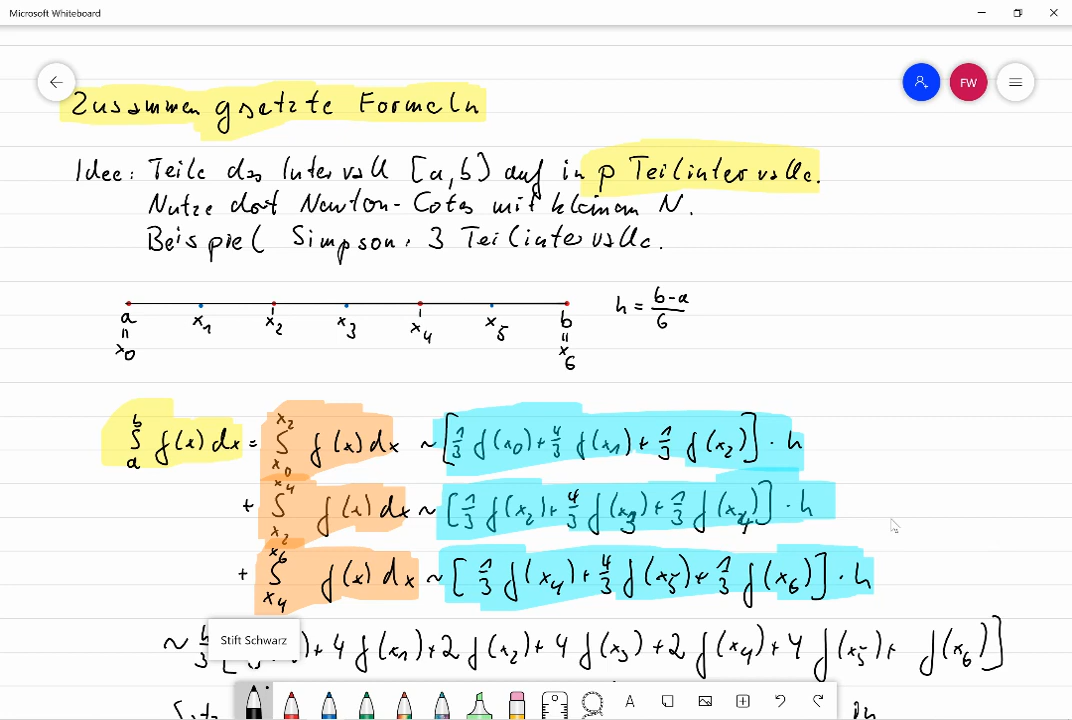 Microsoft Whiteboard
FW
Zusammengsetzte Formeln
Idee: Teile das Intervall [a,b] auf in p Teilintervalle.
Nutze dort Newton-Cotes mit kleinem N.
Beispiel Simpson: 3 Teilintervalle.
a = x₀ x₁ x₂ x₃ x₄ x₅ b = x₆ h = (b-a)/6
∫ₐᵇ f(x)dx = ∫_{x₀}^{x₂} f(x)dx ~ [1/3 f(x₀) + 4/3 f(x₁) + 1/3 f(x₂)] · h
+ ∫_{x₂}^{x₄} f(x)dx ~ [1/3 f(x₂) + 4/3 f(x₃) + 1/3 f(x₄)] · h
+ ∫_{x₄}^{x₆} f(x)dx ~ [1/3 f(x₄) + 4/3 f(x₅) + 1/3 f(x₆)] · h
~ h/3 [ ) + 4 f(x₁) + 2 f(x₂) + 4 f(x₃) + 2 f(x₄) + 4 f(x₅) + f(x₆)]
Stift Schwarz
A